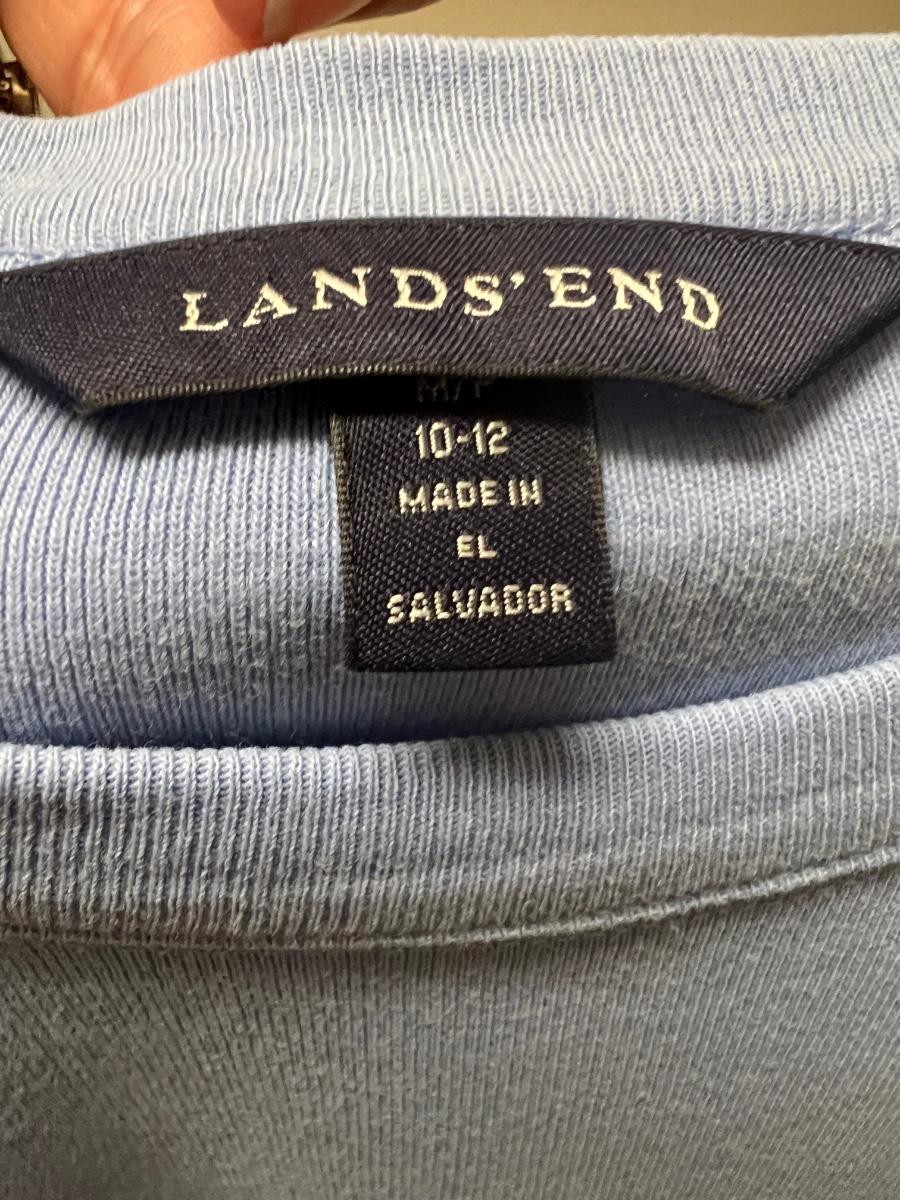 LANDS' END
M/P
10-12
MADE IN
EL
SALVADOR